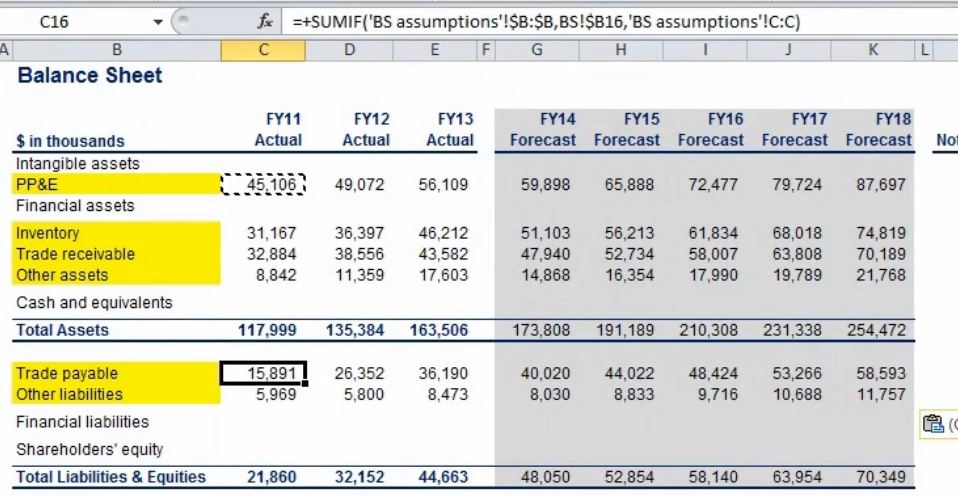 C16 fx =+SUMIF('BS assumptions'!$B:$B,BS!$B16,'BS assumptions'!C:C)
A B C D E F G H I J K L
Balance Sheet
FY11 FY12 FY13 FY14 FY15 FY16 FY17 FY18
$ in thousands Actual Actual Actual Forecast Forecast Forecast Forecast Forecast
Intangible assets
PP&E 45,106 49,072 56,109 59,898 65,888 72,477 79,724 87,697
Financial assets
Inventory 31,167 36,397 46,212 51,103 56,213 61,834 68,018 74,819
Trade receivable 32,884 38,556 43,582 47,940 52,734 58,007 63,808 70,189
Other assets 8,842 11,359 17,603 14,868 16,354 17,990 19,789 21,768
Cash and equivalents
Total Assets 117,999 135,384 163,506 173,808 191,189 210,308 231,338 254,472
Trade payable 15,891 26,352 36,190 40,020 44,022 48,424 53,266 58,593
Other liabilities 5,969 5,800 8,473 8,030 8,833 9,716 10,688 11,757
Financial liabilities
Shareholders' equity
Total Liabilities & Equities 21,860 32,152 44,663 48,050 52,854 58,140 63,954 70,349